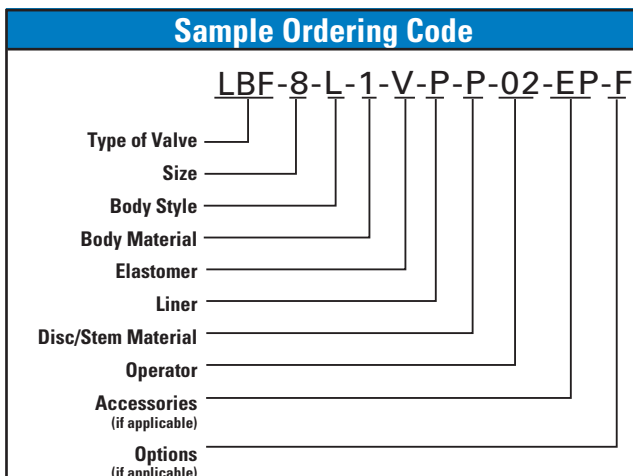 Sample Ordering Code
LBF-8-L-1-V-P-P-02-EP-F
Type of Valve
Size
Body Style
Body Material
Elastomer
Liner
Disc/Stem Material
Operator
Accessories
(if applicable)
Options
(if applicable)